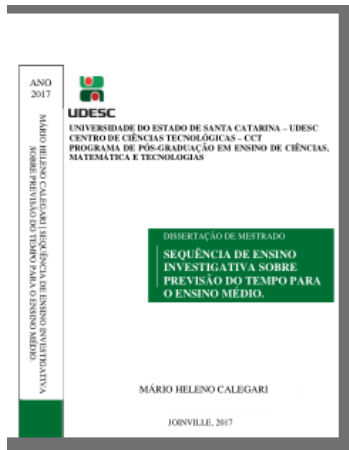 ANO
2017
MÁRIO HELENO CALEGARI | SEQUÊNCIA DE ENSINO INVESTIGATIVA
SOBRE PREVISÃO DO TEMPO PARA O ENSINO MÉDIO.
UDESC
UNIVERSIDADE DO ESTADO DE SANTA CATARINA – UDESC
CENTRO DE CIÊNCIAS TECNOLÓGICAS – CCT
PROGRAMA DE PÓS-GRADUAÇÃO EM ENSINO DE CIÊNCIAS,
MATEMÁTICA E TECNOLOGIAS
DISSERTAÇÃO DE MESTRADO
SEQUÊNCIA DE ENSINO
INVESTIGATIVA SOBRE
PREVISÃO DO TEMPO PARA
O ENSINO MÉDIO.
MÁRIO HELENO CALEGARI
JOINVILLE, 2017